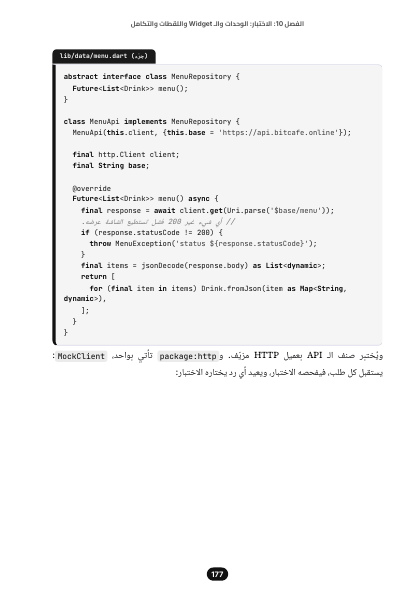 الفصل 10: الاختبار: الوحدات والـ Widget واللقطات والتكامل
lib/data/menu.dart (جزء)
abstract interface class MenuRepository {
Future<List<Drink>> menu();
}
class MenuApi implements MenuRepository {
MenuApi(this.client, {this.base = 'https://api.bitcafe.online'});
final http.Client client;
final String base;
@override
Future<List<Drink>> menu() async {
final response = await client.get(Uri.parse('$base/menu'));
// أي شيء غير 200 فشل تستطيع الشاشة عرضه.
if (response.statusCode != 200) {
throw MenuException('status ${response.statusCode}');
}
final items = jsonDecode(response.body) as List<dynamic>;
return [
for (final item in items) Drink.fromJson(item as Map<String,
dynamic>),
];
}
}
ويُختبر صنف الـ API بعميل HTTP مزيّف. و package:http تأتي بواحد، MockClient:
يستقبل كل طلب، فيفحصه الاختبار، ويعيد أي رد يختاره الاختبار:
177